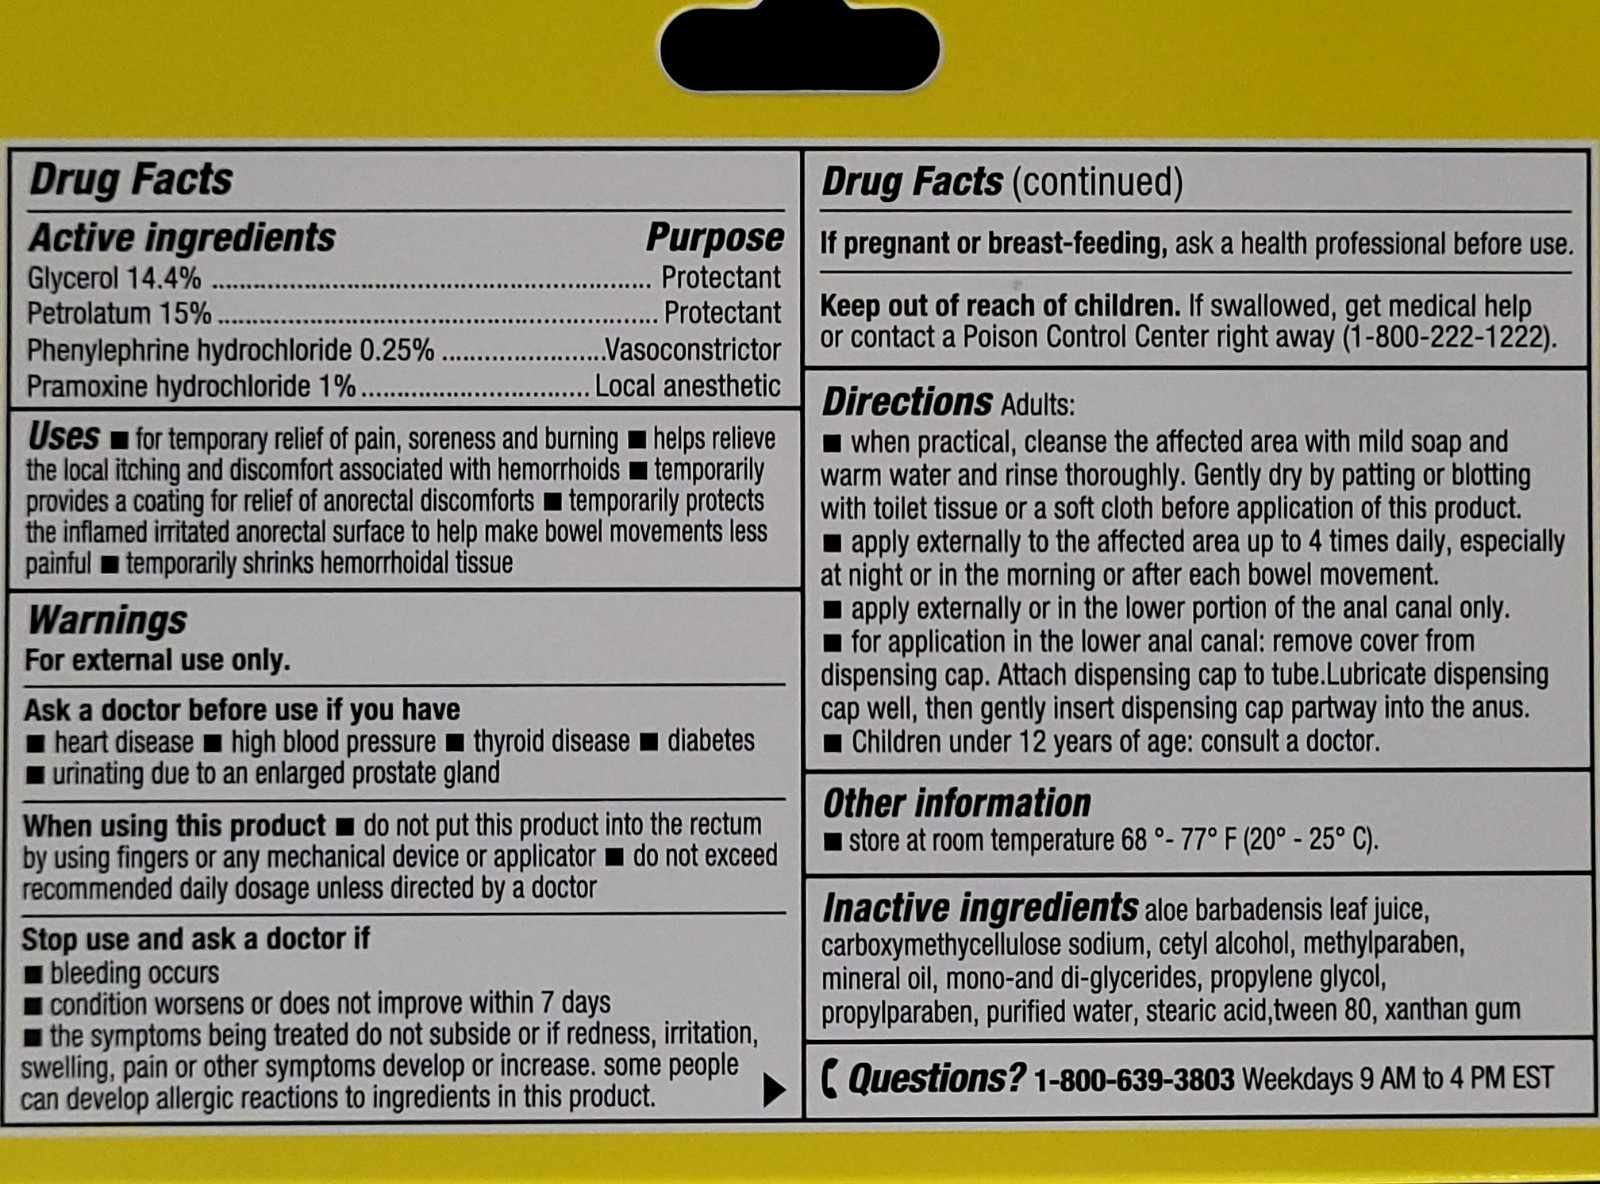 Drug Facts
Active ingredients Purpose
Glycerol 14.4% ............................................................ Protectant
Petrolatum 15% ............................................................ Protectant
Phenylephrine hydrochloride 0.25% ......................Vasoconstrictor
Pramoxine hydrochloride 1%............................... Local anesthetic
Uses ■ for temporary relief of pain, soreness and burning ■ helps relieve
the local itching and discomfort associated with hemorrhoids ■ temporarily
provides a coating for relief of anorectal discomforts ■ temporarily protects
the inflamed irritated anorectal surface to help make bowel movements less
painful ■ temporarily shrinks hemorrhoidal tissue
Warnings
For external use only.
Ask a doctor before use if you have
■ heart disease ■ high blood pressure ■ thyroid disease ■ diabetes
■ urinating due to an enlarged prostate gland
When using this product ■ do not put this product into the rectum
by using fingers or any mechanical device or applicator ■ do not exceed
recommended daily dosage unless directed by a doctor
Stop use and ask a doctor if
■ bleeding occurs
■ condition worsens or does not improve within 7 days
■ the symptoms being treated do not subside or if redness, irritation,
swelling, pain or other symptoms develop or increase. some people
can develop allergic reactions to ingredients in this product.
Drug Facts (continued)
If pregnant or breast-feeding, ask a health professional before use.
Keep out of reach of children. If swallowed, get medical help
or contact a Poison Control Center right away (1-800-222-1222).
Directions Adults:
■ when practical, cleanse the affected area with mild soap and
warm water and rinse thoroughly. Gently dry by patting or blotting
with toilet tissue or a soft cloth before application of this product.
■ apply externally to the affected area up to 4 times daily, especially
at night or in the morning or after each bowel movement.
■ apply externally or in the lower portion of the anal canal only.
■ for application in the lower anal canal: remove cover from
dispensing cap. Attach dispensing cap to tube.Lubricate dispensing
cap well, then gently insert dispensing cap partway into the anus.
■ Children under 12 years of age: consult a doctor.
Other information
■ store at room temperature 68 °- 77° F (20° - 25° C).
Inactive ingredients aloe barbadensis leaf juice,
carboxymethycellulose sodium, cetyl alcohol, methylparaben,
mineral oil, mono-and di-glycerides, propylene glycol,
propylparaben, purified water, stearic acid,tween 80, xanthan gum
Questions? 1-800-639-3803 Weekdays 9 AM to 4 PM EST